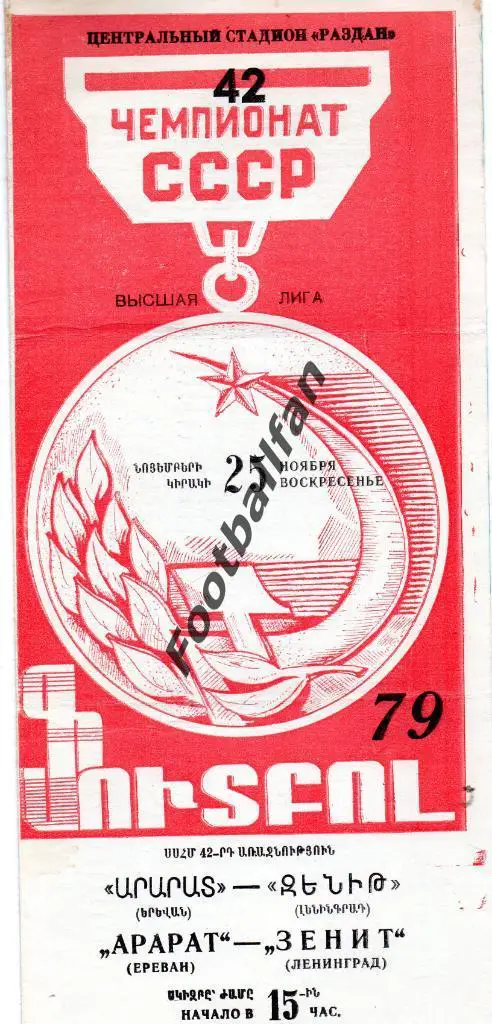 ЦЕНТРАЛЬНЫЙ СТАДИОН «РАЗДАН»
42
ЧЕМПИОНАТ
СССР
ВЫСШАЯ ЛИГА
ՆՈՅԵՄԲԵՐԻ 25 НОЯБРЯ
ԿԻՐԱԿԻ ВОСКРЕСЕНЬЕ
Footballfan
79
ՖՈՒՏԲՈԼ
ՍՍՀՄ 42-ՐԴ ԱՌԱՋՆՈՒԹՅՈՒՆ
«ԱՐԱՐԱՏ» — «ԶԵՆԻԹ»
(ԵՐԵՎԱՆ) (ԼԵՆԻՆԳՐԱԴ)
„АРАРАТ“ — „ЗЕНИТ“
(ЕРЕВАН) (ЛЕНИНГРАД)
ՍԿԻԶԲԸ՝ ԺԱՄԸ 15-ԻՆ
НАЧАЛО В 15 ЧАС.